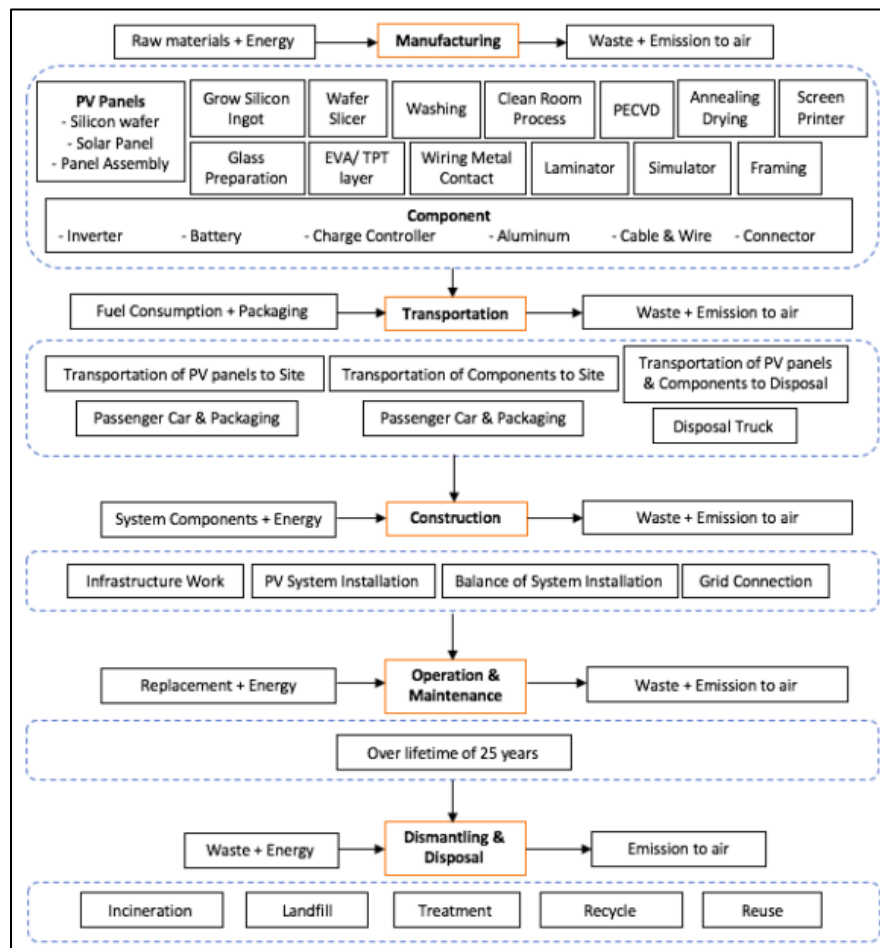 Raw materials + Energy
Manufacturing
Waste + Emission to air
PV Panels
- Silicon wafer
- Solar Panel
- Panel Assembly
Grow Silicon
Ingot
Wafer
Slicer
Washing
Clean Room
Process
PECVD
Annealing
Drying
Screen
Printer
Glass
Preparation
EVA/ TPT
layer
Wiring Metal
Contact
Laminator
Simulator
Framing
Component
- Inverter - Battery - Charge Controller - Aluminum - Cable & Wire - Connector
Fuel Consumption + Packaging
Transportation
Waste + Emission to air
Transportation of PV panels to Site
Transportation of Components to Site
Transportation of PV panels
& Components to Disposal
Passenger Car & Packaging
Passenger Car & Packaging
Disposal Truck
System Components + Energy
Construction
Waste + Emission to air
Infrastructure Work
PV System Installation
Balance of System Installation
Grid Connection
Replacement + Energy
Operation &
Maintenance
Waste + Emission to air
Over lifetime of 25 years
Waste + Energy
Dismantling &
Disposal
Emission to air
Incineration
Landfill
Treatment
Recycle
Reuse